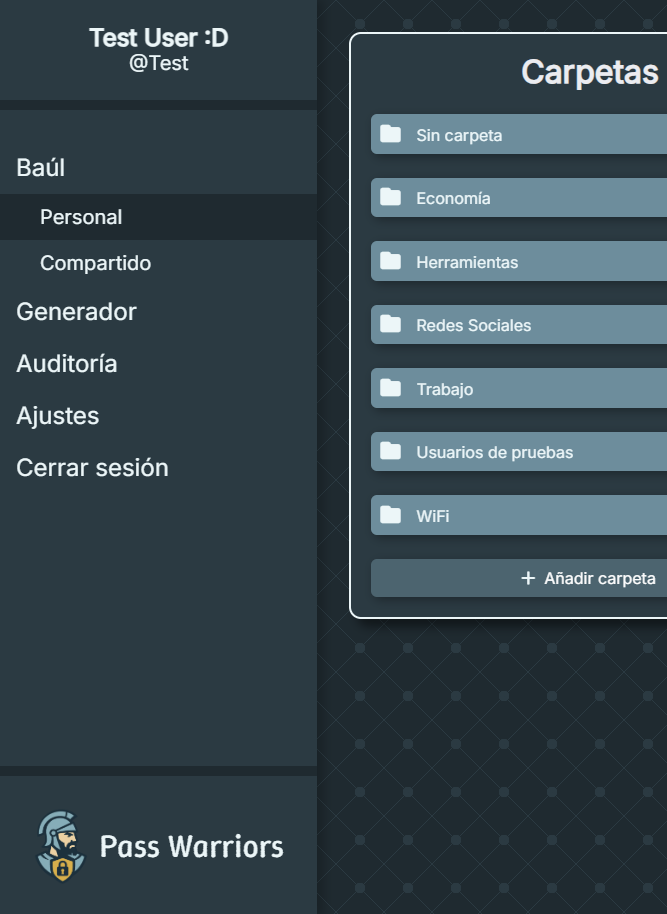 Test User :D
@Test
Baúl
Personal
Compartido
Generador
Auditoría
Ajustes
Cerrar sesión
Pass Warriors
Carpetas
Sin carpeta
Economía
Herramientas
Redes Sociales
Trabajo
Usuarios de pruebas
WiFi
+ Añadir carpeta